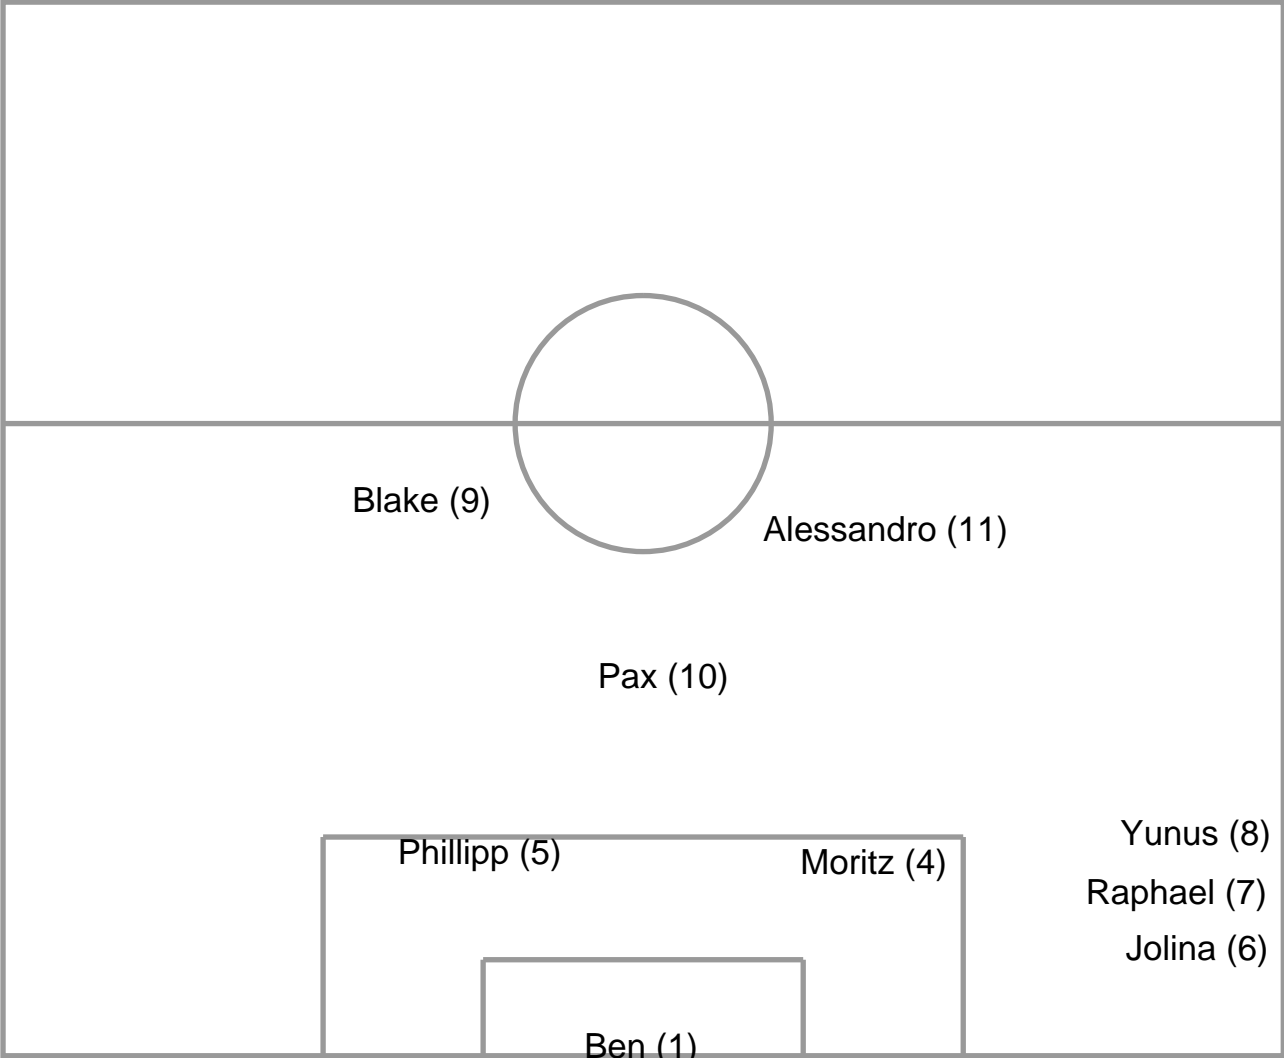 Blake (9)
Alessandro (11)
Pax (10)
Yunus (8)
Phillipp (5)
Moritz (4)
Raphael (7)
Jolina (6)
Ben (1)